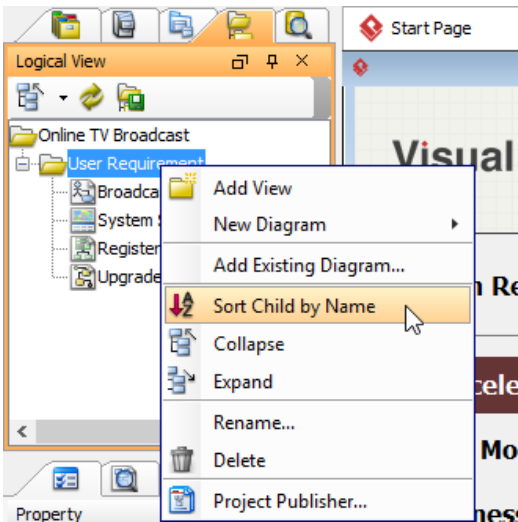 Start Page
Logical View
Online TV Broadcast
Visual
User Requirement
Broadca
Add View
System
New Diagram
Register
Add Existing Diagram...
Upgrade
n Re
Sort Child by Name
Collapse
cele
Expand
Rename...
Mo
Delete
Project Publisher...
Property
ness